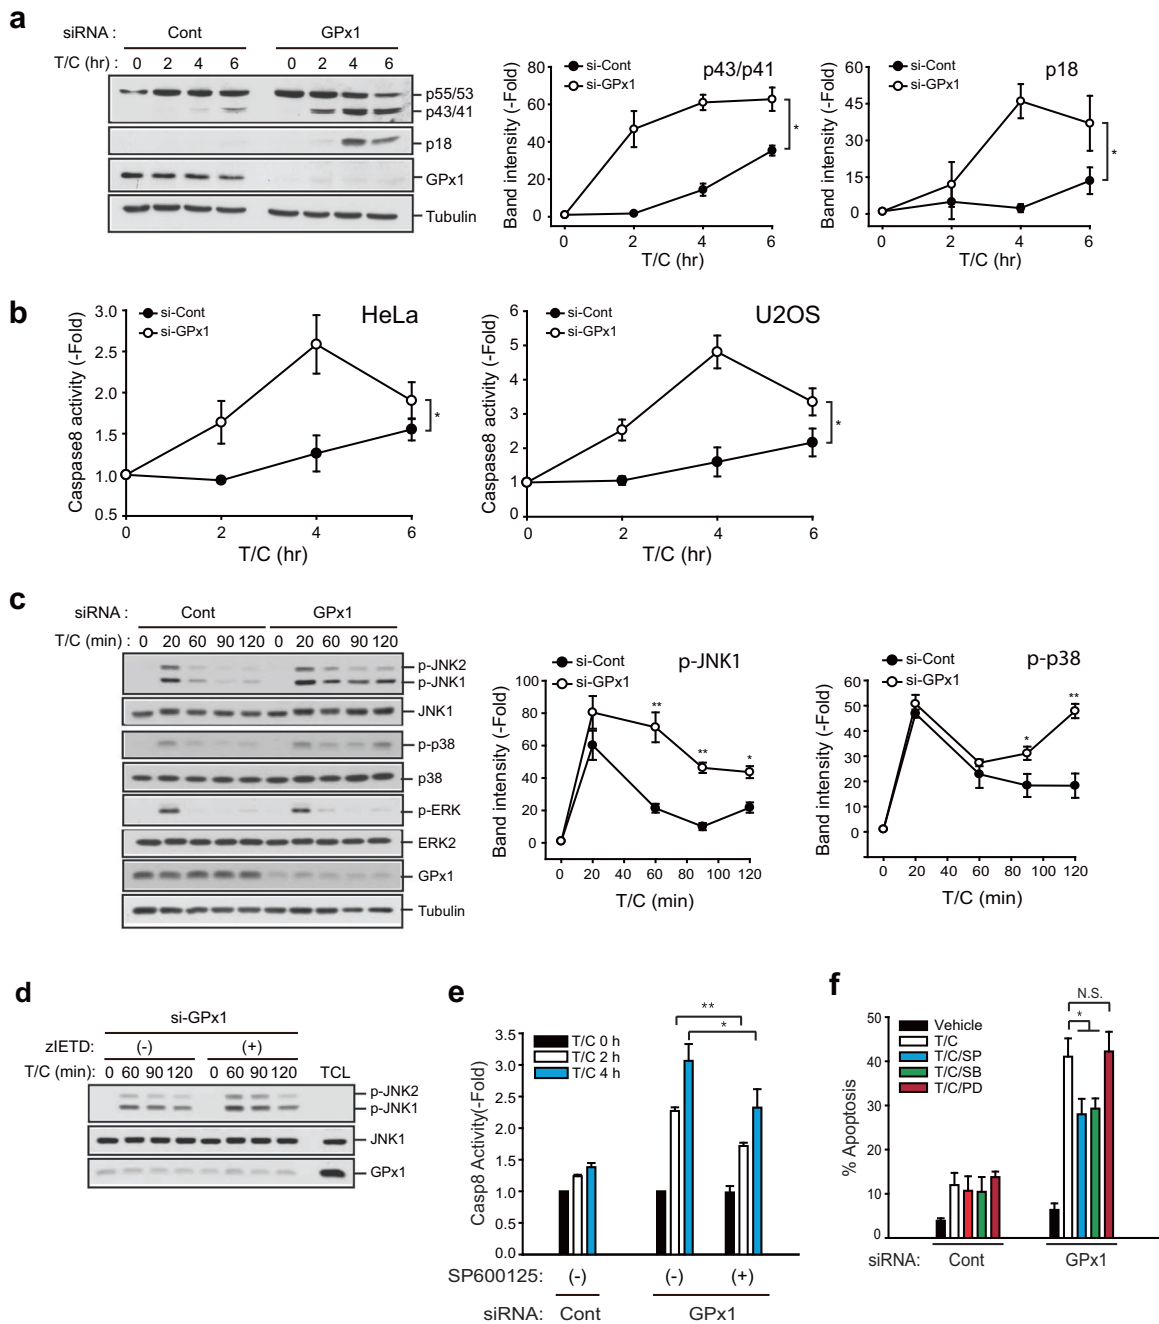 a
siRNA : Cont GPx1
T/C (hr) : 0 2 4 6 0 2 4 6
p55/53
p43/41
p18
GPx1
Tubulin
si-Cont
si-GPx1
p43/p41
Band intensity (-Fold)
80
60
40
20
0
0 2 4 6
T/C (hr)
*
si-Cont
si-GPx1
p18
Band intensity (-Fold)
60
45
30
15
0
0 2 4 6
T/C (hr)
*
b
si-Cont
si-GPx1
HeLa
Caspase8 activity (-Fold)
3.0
2.5
2.0
1.5
1.0
0.5
0 2 4 6
T/C (hr)
*
si-Cont
si-GPx1
U2OS
Caspase8 activity (-Fold)
6
5
4
3
2
1
0
0 2 4 6
T/C (hr)
*
c
siRNA : Cont GPx1
T/C (min) : 0 20 60 90 120 0 20 60 90 120
p-JNK2
p-JNK1
JNK1
p-p38
p38
p-ERK
ERK2
GPx1
Tubulin
si-Cont
si-GPx1
p-JNK1
Band intensity (-Fold)
100
80
60
40
20
0
0 20 40 60 80 100 120
T/C (min)
** ** *
si-Cont
si-GPx1
p-p38
Band intensity (-Fold)
60
50
40
30
20
10
0
0 20 40 60 80 100 120
T/C (min)
* **
d
si-GPx1
zIETD: (-) (+)
T/C (min): 0 60 90 120 0 60 90 120 TCL
p-JNK2
p-JNK1
JNK1
GPx1
e
T/C 0 h
T/C 2 h
T/C 4 h
**
*
Casp8 Activity(-Fold)
3.5
3.0
2.5
2.0
1.5
1.0
0.5
0.0
SP600125: (-) (-) (+)
siRNA: Cont GPx1
f
Vehicle
T/C
T/C/SP
T/C/SB
T/C/PD
N.S.
*
% Apoptosis
50
40
30
20
10
0
siRNA: Cont GPx1